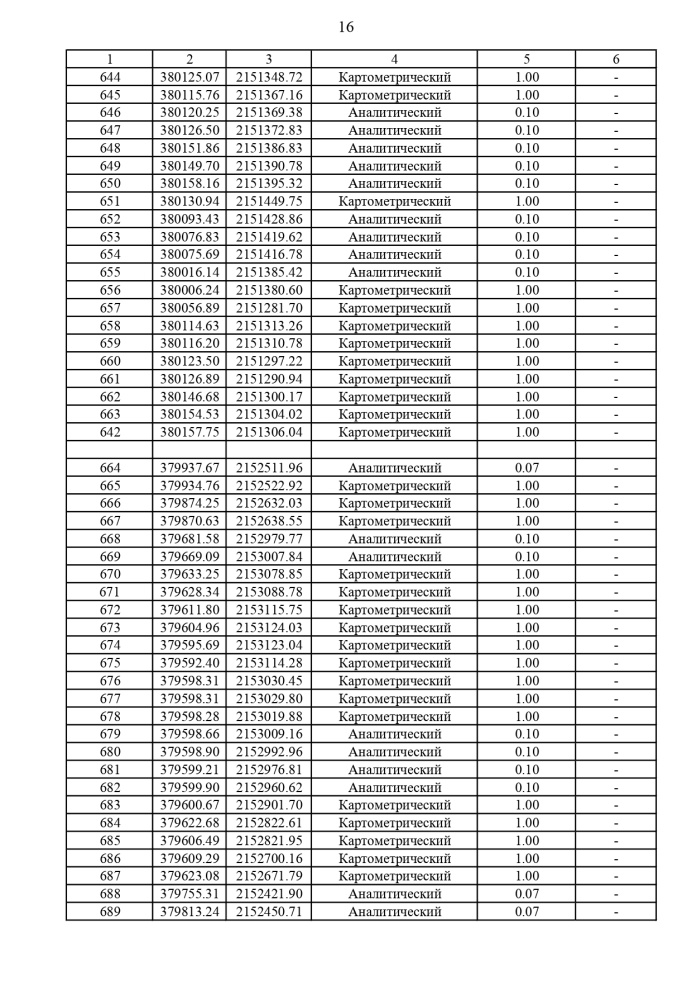 16
1 2 3 4 5 6
644 380125.07 2151348.72 Картометрический 1.00 -
645 380115.76 2151367.16 Картометрический 1.00 -
646 380120.25 2151369.38 Аналитический 0.10 -
647 380126.50 2151372.83 Аналитический 0.10 -
648 380151.86 2151386.83 Аналитический 0.10 -
649 380149.70 2151390.78 Аналитический 0.10 -
650 380158.16 2151395.32 Аналитический 0.10 -
651 380130.94 2151449.75 Картометрический 1.00 -
652 380093.43 2151428.86 Аналитический 0.10 -
653 380076.83 2151419.62 Аналитический 0.10 -
654 380075.69 2151416.78 Аналитический 0.10 -
655 380016.14 2151385.42 Аналитический 0.10 -
656 380006.24 2151380.60 Картометрический 1.00 -
657 380056.89 2151281.70 Картометрический 1.00 -
658 380114.63 2151313.26 Картометрический 1.00 -
659 380116.20 2151310.78 Картометрический 1.00 -
660 380123.50 2151297.22 Картометрический 1.00 -
661 380126.89 2151290.94 Картометрический 1.00 -
662 380146.68 2151300.17 Картометрический 1.00 -
663 380154.53 2151304.02 Картометрический 1.00 -
642 380157.75 2151306.04 Картометрический 1.00 -
664 379937.67 2152511.96 Аналитический 0.07 -
665 379934.76 2152522.92 Картометрический 1.00 -
666 379874.25 2152632.03 Картометрический 1.00 -
667 379870.63 2152638.55 Картометрический 1.00 -
668 379681.58 2152979.77 Аналитический 0.10 -
669 379669.09 2153007.84 Аналитический 0.10 -
670 379633.25 2153078.85 Картометрический 1.00 -
671 379628.34 2153088.78 Картометрический 1.00 -
672 379611.80 2153115.75 Картометрический 1.00 -
673 379604.96 2153124.03 Картометрический 1.00 -
674 379595.69 2153123.04 Картометрический 1.00 -
675 379592.40 2153114.28 Картометрический 1.00 -
676 379598.31 2153030.45 Картометрический 1.00 -
677 379598.31 2153029.80 Картометрический 1.00 -
678 379598.28 2153019.88 Картометрический 1.00 -
679 379598.66 2153009.16 Аналитический 0.10 -
680 379598.90 2152992.96 Аналитический 0.10 -
681 379599.21 2152976.81 Аналитический 0.10 -
682 379599.90 2152960.62 Аналитический 0.10 -
683 379600.67 2152901.70 Картометрический 1.00 -
684 379622.68 2152822.61 Картометрический 1.00 -
685 379606.49 2152821.95 Картометрический 1.00 -
686 379609.29 2152700.16 Картометрический 1.00 -
687 379623.08 2152671.79 Картометрический 1.00 -
688 379755.31 2152421.90 Аналитический 0.07 -
689 379813.24 2152450.71 Аналитический 0.07 -